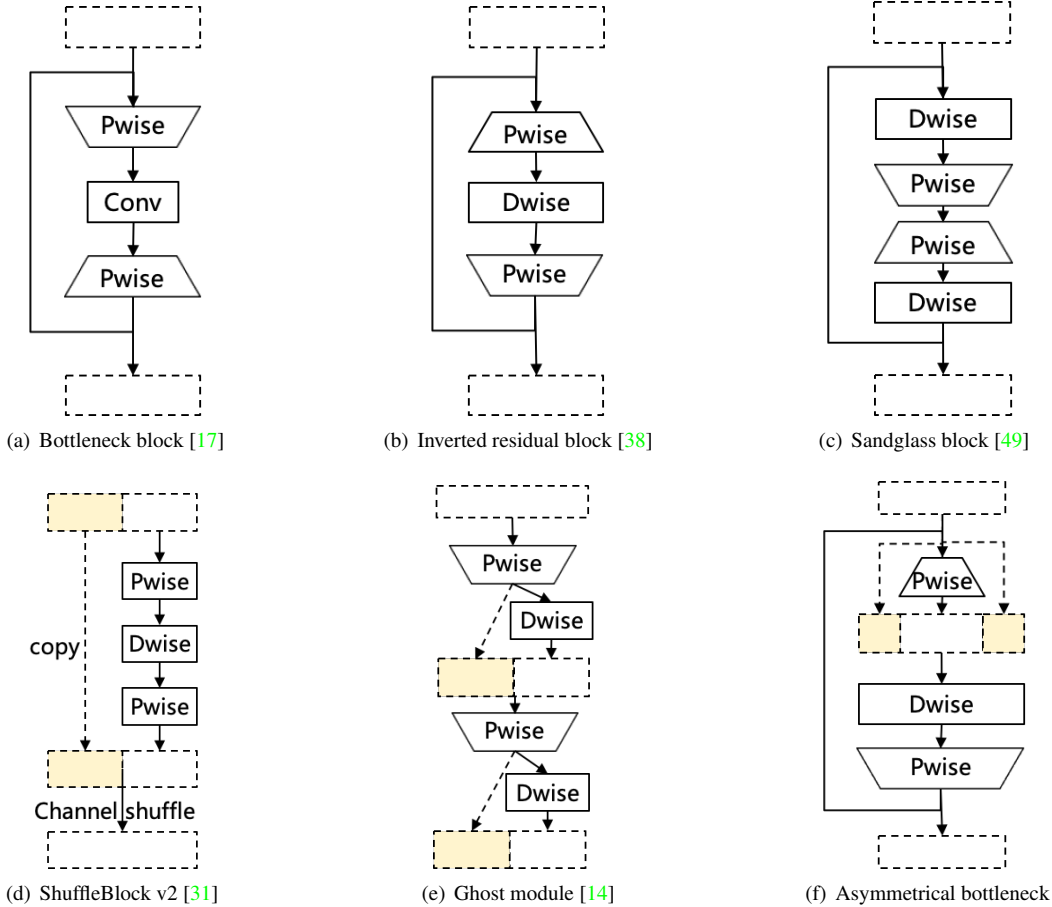 Pwise
Conv
Pwise
(a) Bottleneck block [17]
Pwise
Dwise
Pwise
(b) Inverted residual block [38]
Dwise
Pwise
Pwise
Dwise
(c) Sandglass block [49]
Pwise
copy
Dwise
Pwise
Channel shuffle
(d) ShuffleBlock v2 [31]
Pwise
Dwise
Pwise
Dwise
(e) Ghost module [14]
Pwise
Dwise
Pwise
(f) Asymmetrical bottleneck